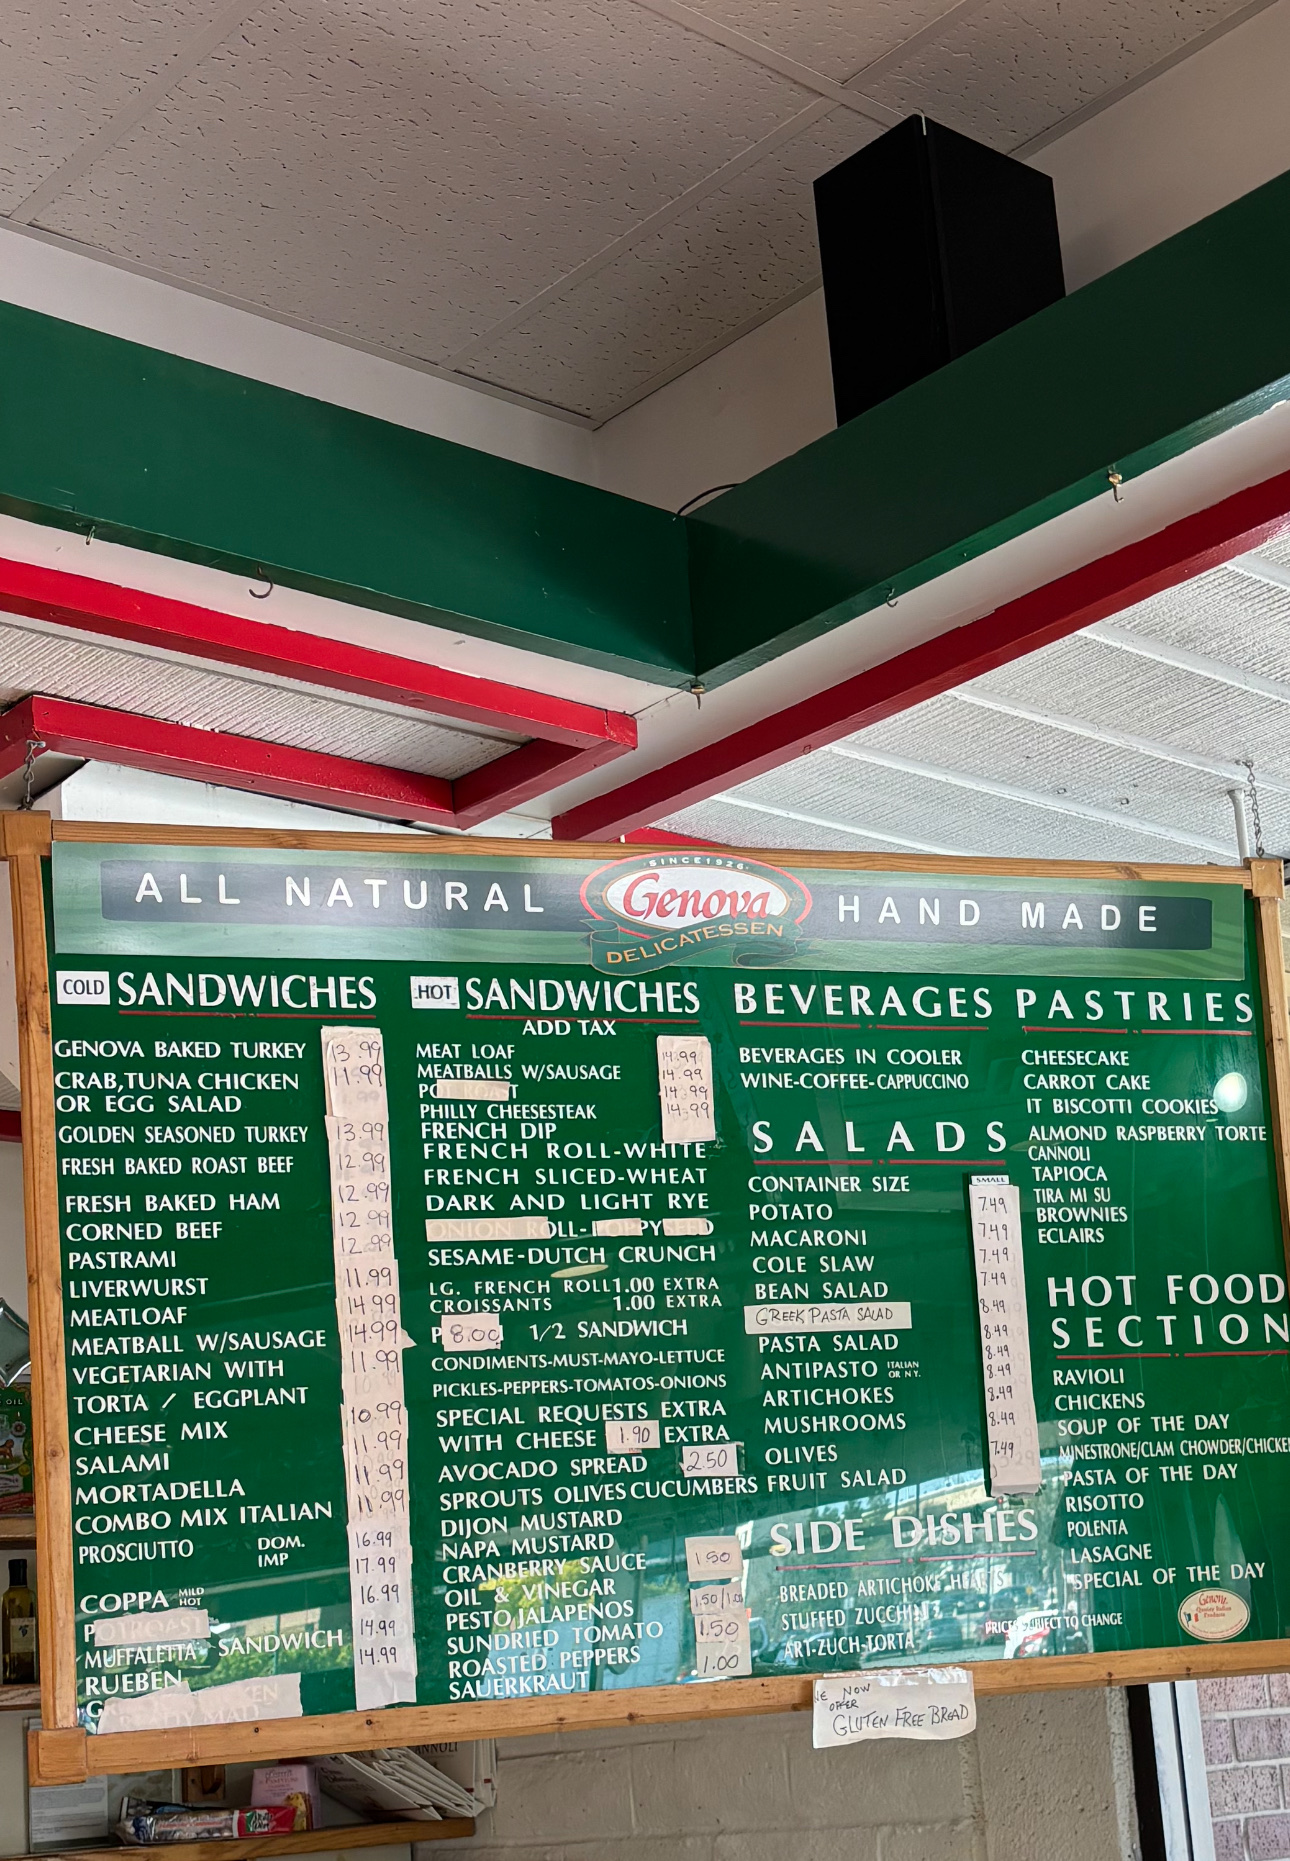 SINCE 1926
ALL NATURAL Genova HAND MADE
DELICATESSEN
COLD SANDWICHES
GENOVA BAKED TURKEY 13.99
CRAB,TUNA CHICKEN 11.99
OR EGG SALAD
GOLDEN SEASONED TURKEY 13.99
FRESH BAKED ROAST BEEF 12.99
FRESH BAKED HAM 12.99
CORNED BEEF 12.99
PASTRAMI 12.99
LIVERWURST 11.99
MEATLOAF 14.99
MEATBALL W/SAUSAGE 14.99
VEGETARIAN WITH 11.99
TORTA / EGGPLANT
CHEESE MIX 10.99
SALAMI 11.99
MORTADELLA 11.99
COMBO MIX ITALIAN 11.99
PROSCIUTTO DOM. 16.99
IMP 17.99
COPPA MILD HOT 16.99
POTROAST
MUFFALETTA SANDWICH 14.99
RUEBEN 14.99
HOT SANDWICHES
ADD TAX
MEAT LOAF 14.99
MEATBALLS W/SAUSAGE 14.99
14.99
PHILLY CHEESESTEAK 14.99
FRENCH DIP
FRENCH ROLL-WHITE
FRENCH SLICED-WHEAT
DARK AND LIGHT RYE
ONION ROLL-POPPYSEED
SESAME-DUTCH CRUNCH
LG. FRENCH ROLL 1.00 EXTRA
CROISSANTS 1.00 EXTRA
8.00 1/2 SANDWICH
CONDIMENTS-MUST-MAYO-LETTUCE
PICKLES-PEPPERS-TOMATOS-ONIONS
SPECIAL REQUESTS EXTRA
WITH CHEESE 1.90 EXTRA
AVOCADO SPREAD 2.50
SPROUTS OLIVES CUCUMBERS
DIJON MUSTARD
NAPA MUSTARD
CRANBERRY SAUCE 1.50
OIL & VINEGAR
PESTO JALAPENOS 1.50/1.00
SUNDRIED TOMATO 1.50
ROASTED PEPPERS 1.00
SAUERKRAUT
BEVERAGES
BEVERAGES IN COOLER
WINE-COFFEE-CAPPUCCINO
SALADS
CONTAINER SIZE SMALL
POTATO 7.49
MACARONI 7.49
COLE SLAW 7.49
BEAN SALAD 7.49
GREEK PASTA SALAD 8.49
PASTA SALAD 8.49
ANTIPASTO ITALIAN OR N.Y. 8.49
ARTICHOKES 8.49
MUSHROOMS 8.49
OLIVES 8.49
FRUIT SALAD 7.49
SIDE DISHES
BREADED ARTICHOKE HEARTS
STUFFED ZUCCHINI
ART-ZUCH-TORTA
PRICES SUBJECT TO CHANGE
PASTRIES
CHEESECAKE
CARROT CAKE
IT BISCOTTI COOKIES
ALMOND RASPBERRY TORTE
CANNOLI
TAPIOCA
TIRA MI SU
BROWNIES
ECLAIRS
HOT FOOD
SECTION
RAVIOLI
CHICKENS
SOUP OF THE DAY
MINESTRONE/CLAM CHOWDER/CHICKE
PASTA OF THE DAY
RISOTTO
POLENTA
LASAGNE
SPECIAL OF THE DAY
Genova
NOW
OFFER
GLUTEN FREE BREAD
OIL
ANNOLI